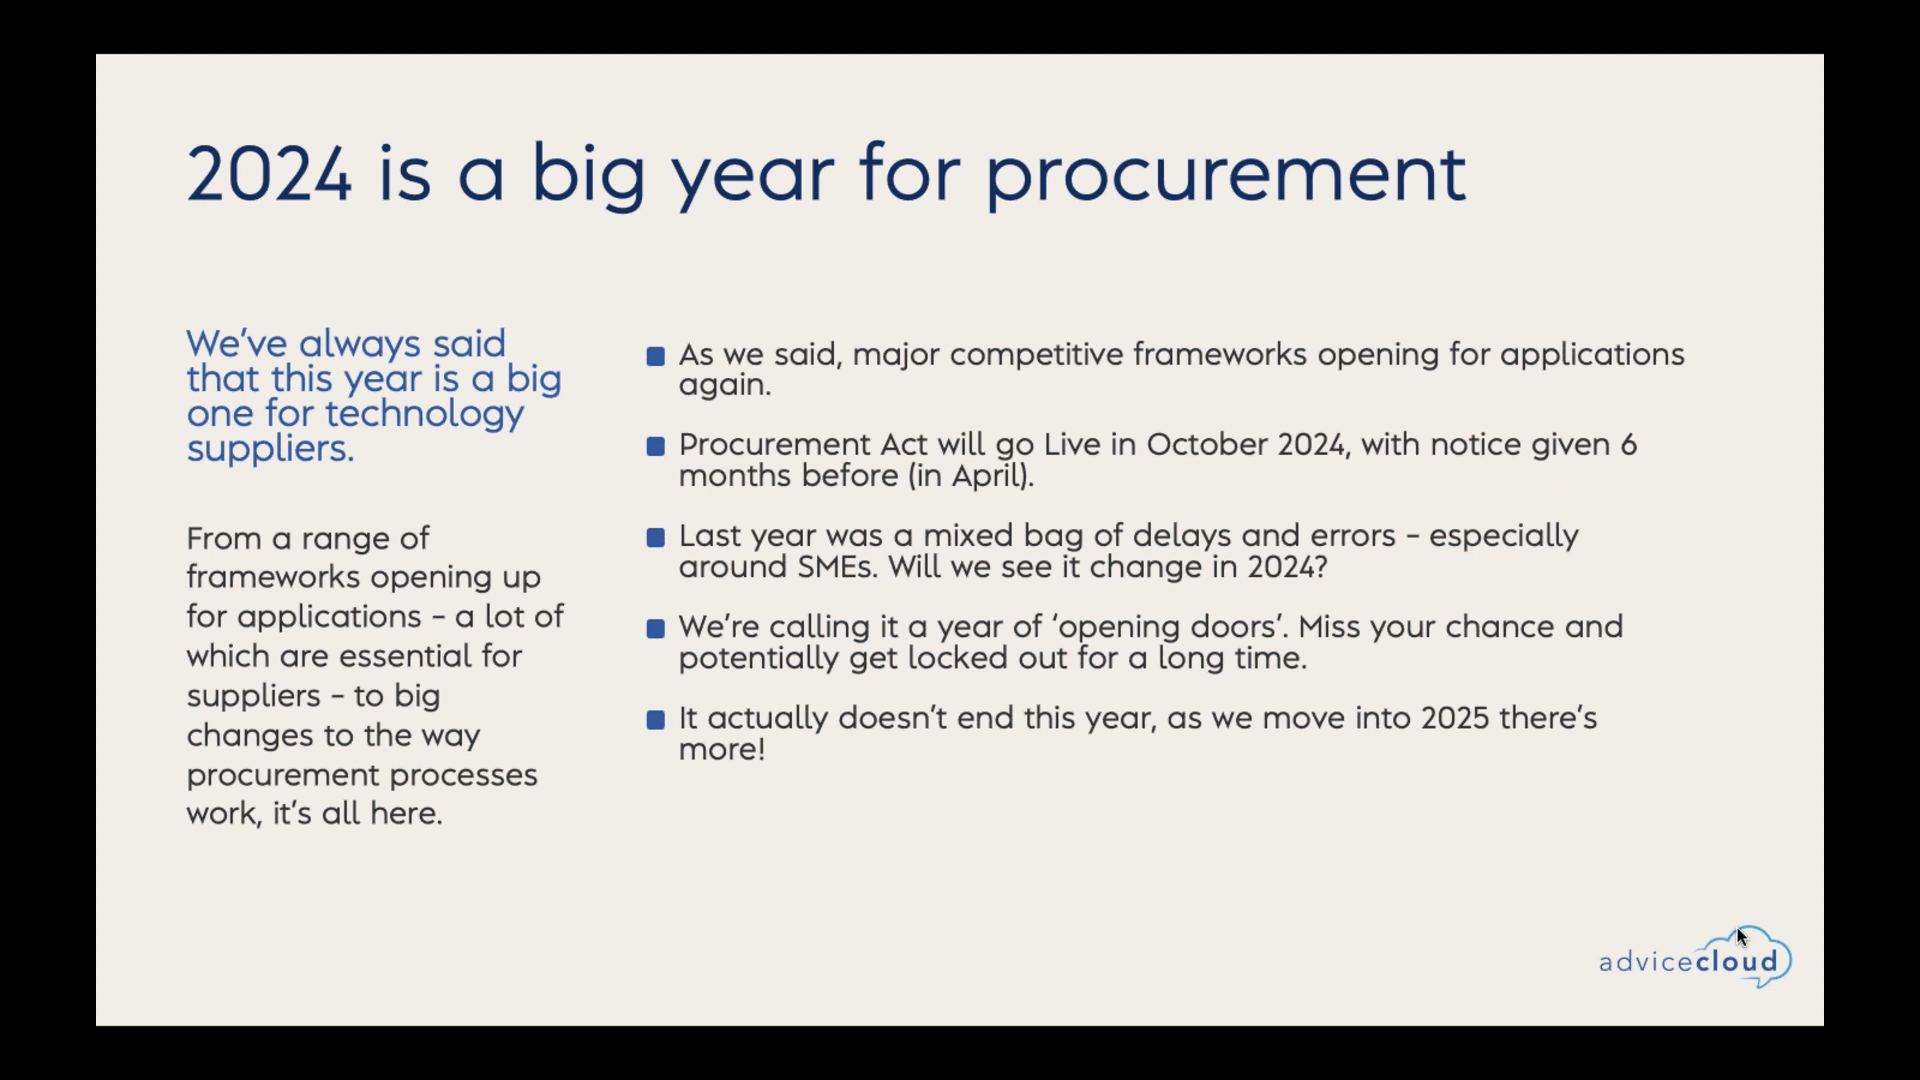 2024 is a big year for procurement
We've always said
that this year is a big
one for technology
suppliers.
From a range of
frameworks opening up
for applications – a lot of
which are essential for
suppliers – to big
changes to the way
procurement processes
work, it's all here.
As we said, major competitive frameworks opening for applications
again.
Procurement Act will go Live in October 2024, with notice given 6
months before (in April).
Last year was a mixed bag of delays and errors – especially
around SMEs. Will we see it change in 2024?
We're calling it a year of 'opening doors'. Miss your chance and
potentially get locked out for a long time.
It actually doesn't end this year, as we move into 2025 there's
more!
advicecloud